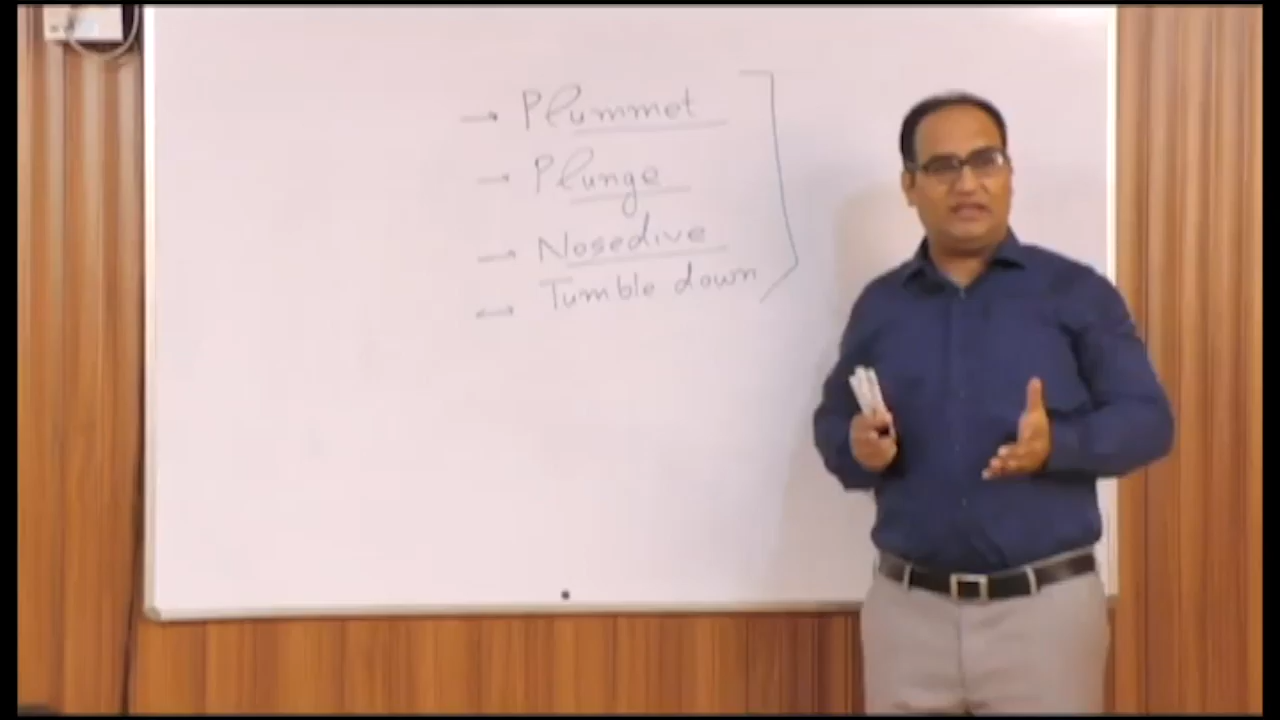 → Plummet
→ Plunge
→ Nosedive
→ Tumble down